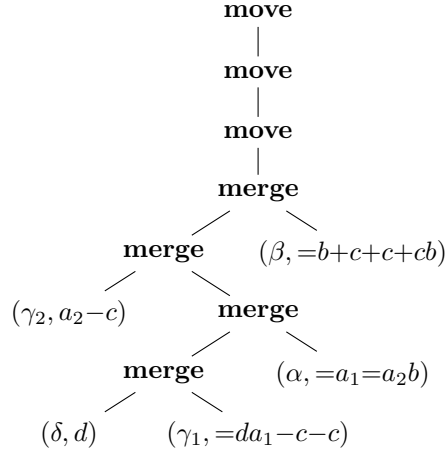 move
move
move
merge
merge (β, =b+c+c+cb)
(γ₂, a₂−c) merge
merge (α, =a₁=a₂b)
(δ, d) (γ₁, =da₁−c−c)